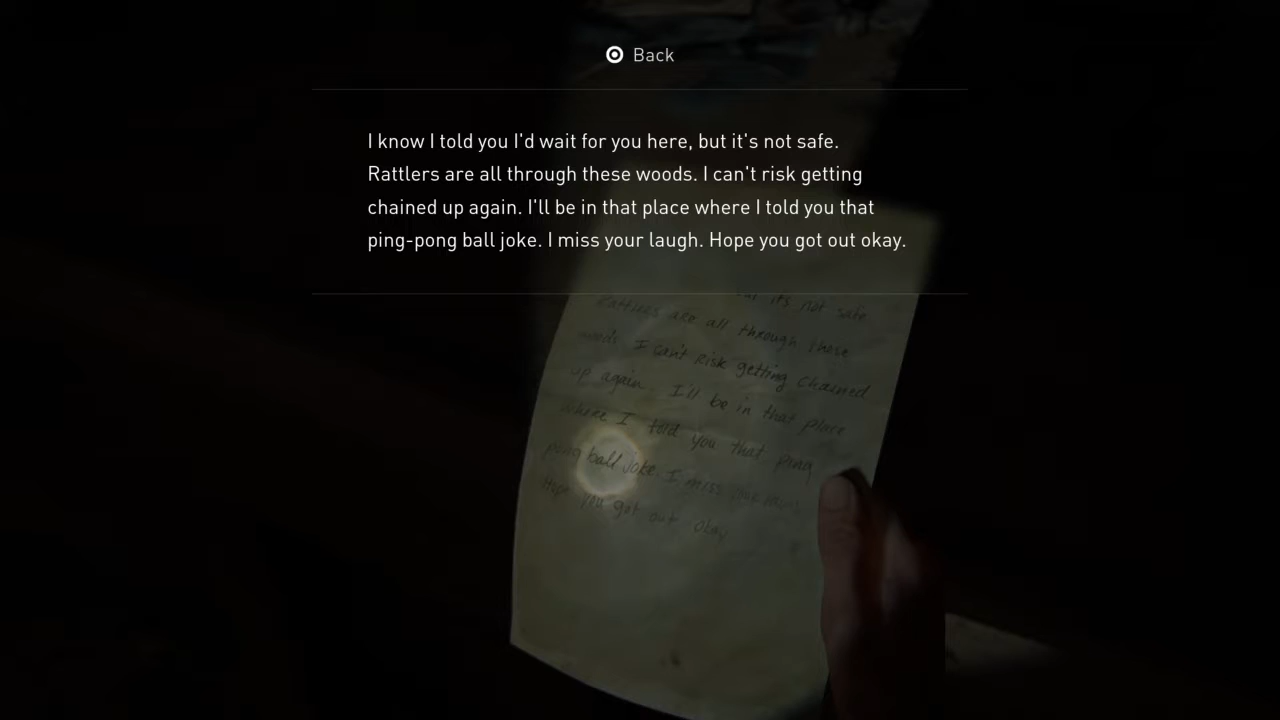 Back
I know I told you I'd wait for you here, but it's not safe.
Rattlers are all through these woods. I can't risk getting
chained up again. I'll be in that place where I told you that
ping-pong ball joke. I miss your laugh. Hope you got out okay.
but it's not safe.
Rattlers are all through these
woods. I can't risk getting chained
up again. I'll be in that place
where I told you that ping
pong ball joke. I miss your laugh.
Hope you got out okay